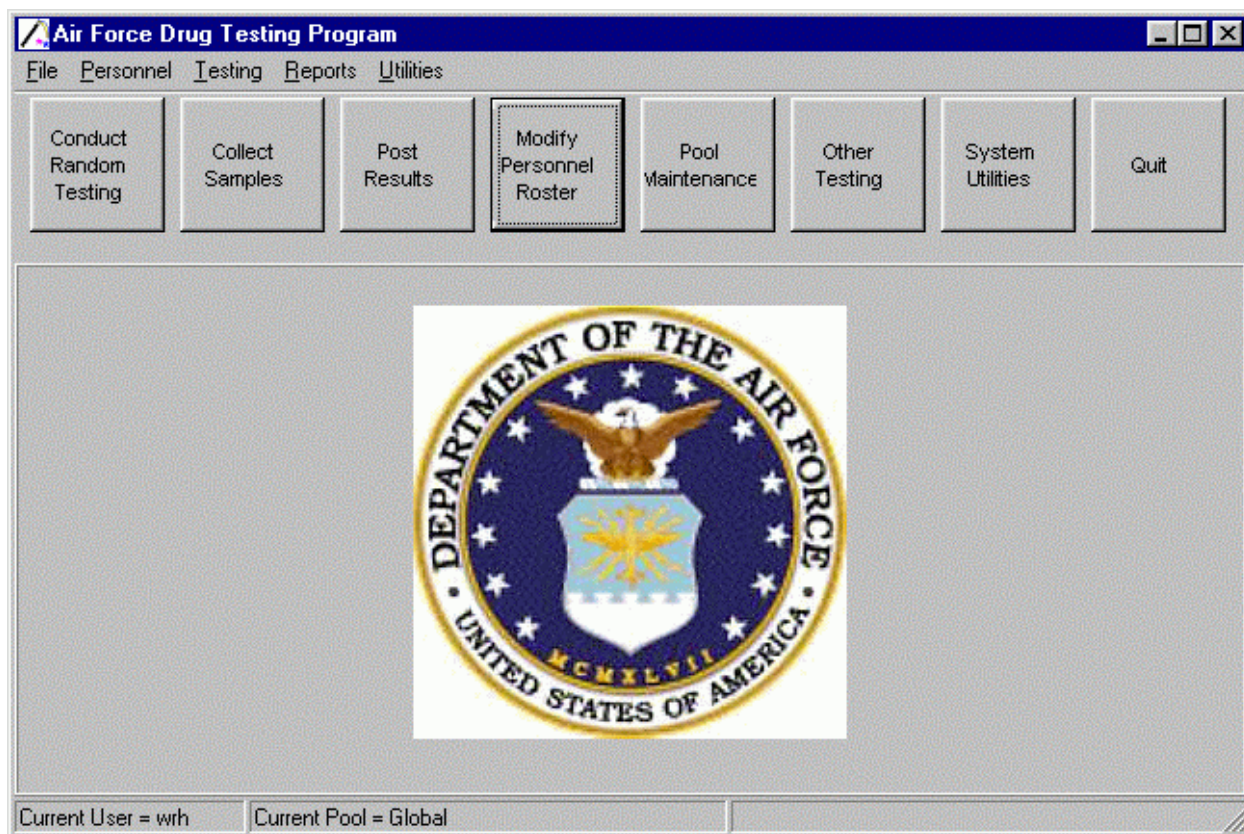 Air Force Drug Testing Program
File Personnel Testing Reports Utilities
Conduct
Random
Testing
Collect
Samples
Post
Results
Modify
Personnel
Roster
Pool
Maintenance
Other
Testing
System
Utilities
Quit
DEPARTMENT OF THE AIR FORCE
UNITED STATES OF AMERICA
MCMXLVII
Current User = wrh
Current Pool = Global